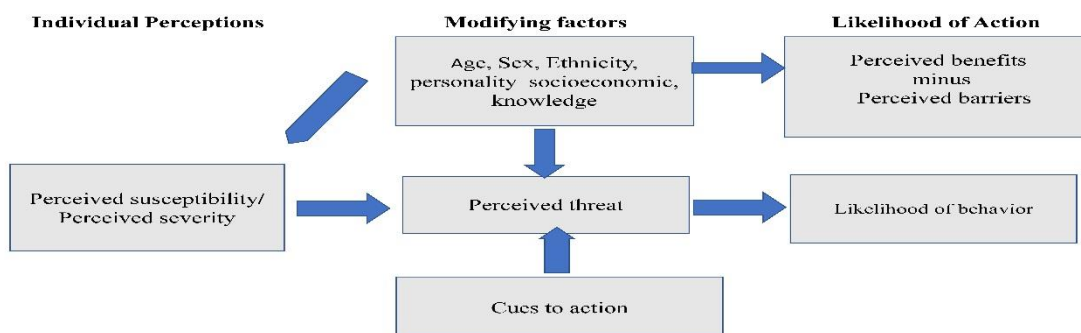 Individual Perceptions
Modifying factors
Likelihood of Action
Age, Sex, Ethnicity,
personality socioeconomic,
knowledge
Perceived benefits
minus
Perceived barriers
Perceived susceptibility/
Perceived severity
Perceived threat
Likelihood of behavior
Cues to action